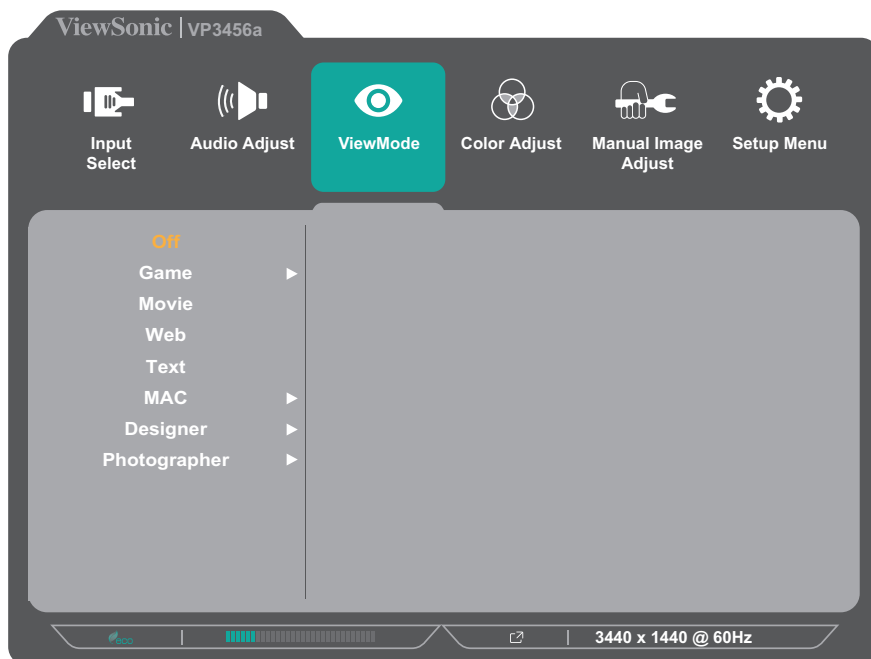 ViewSonic | VP3456a
Input Select
Audio Adjust
ViewMode
Color Adjust
Manual Image Adjust
Setup Menu
Off
Game
Movie
Web
Text
MAC
Designer
Photographer
eco
3440 x 1440 @ 60Hz